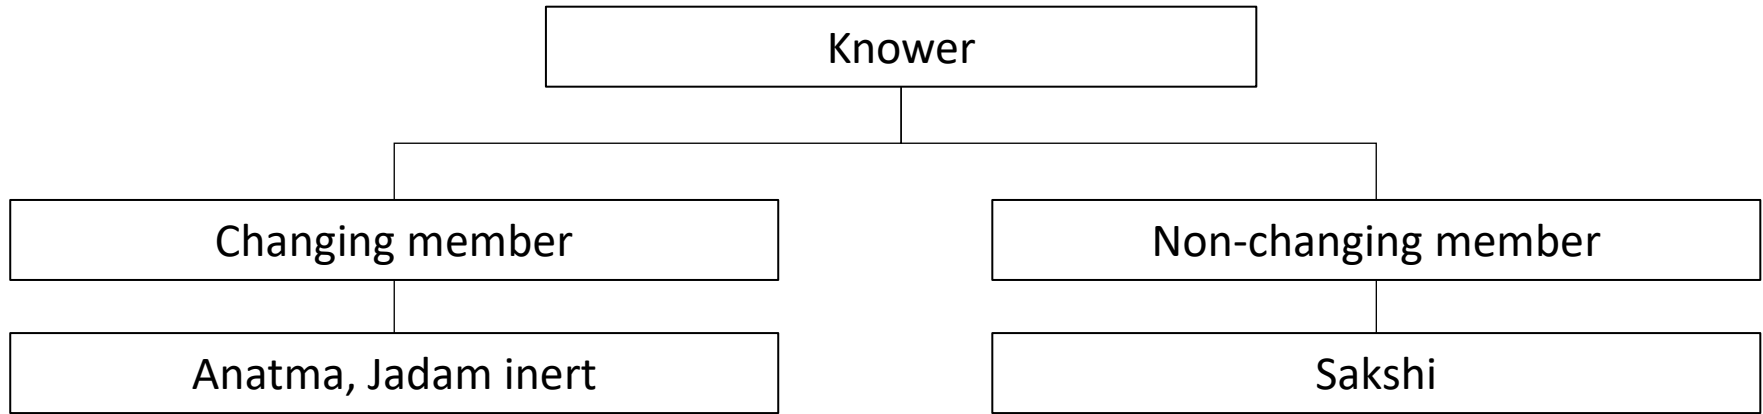 Knower
Changing member
Non-changing member
Anatma, Jadam inert
Sakshi